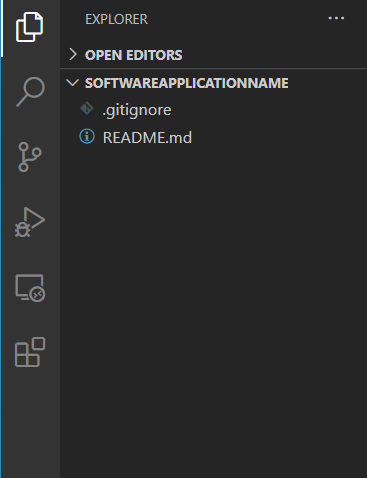 EXPLORER
OPEN EDITORS
SOFTWAREAPPLICATIONNAME
.gitignore
README.md